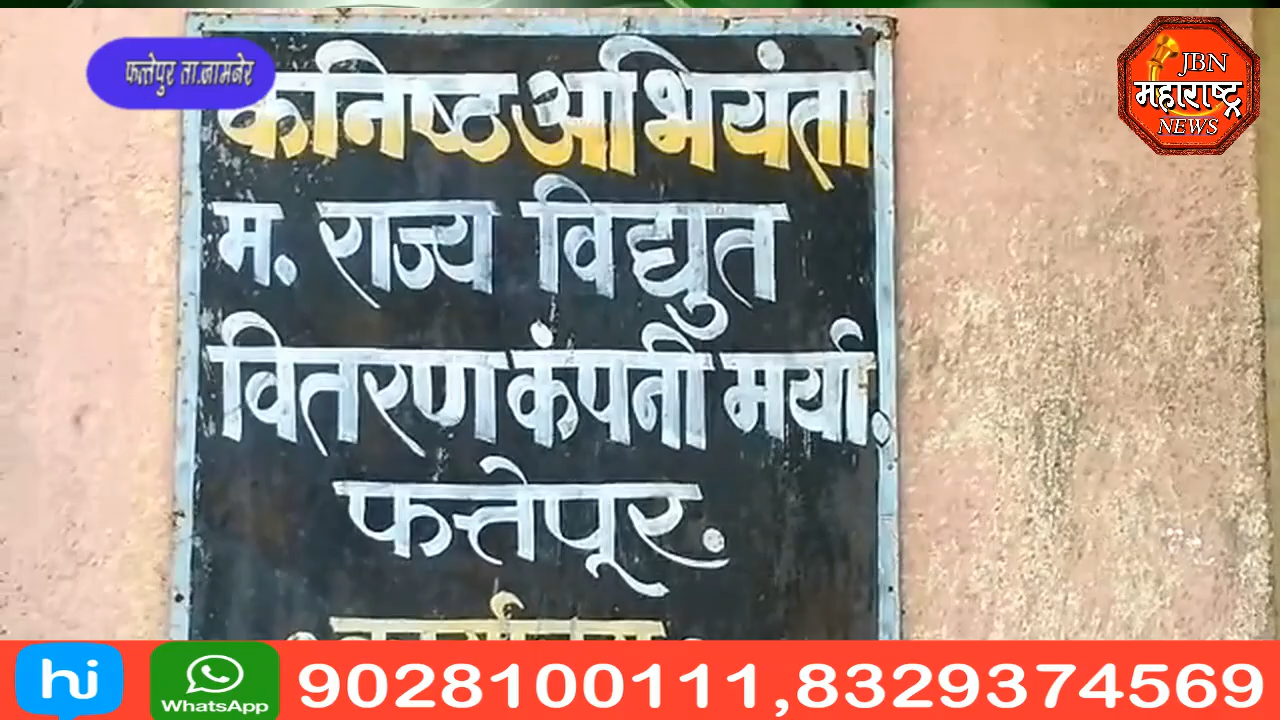 फत्तेपुर ता.जामनेर
JBN
महाराष्ट्र
NEWS
कनिष्ठ अभियंता
म. राज्य विद्युत
वितरण कंपनी मर्या.
फत्तेपूर.
hi
WhatsApp
9028100111,8329374569